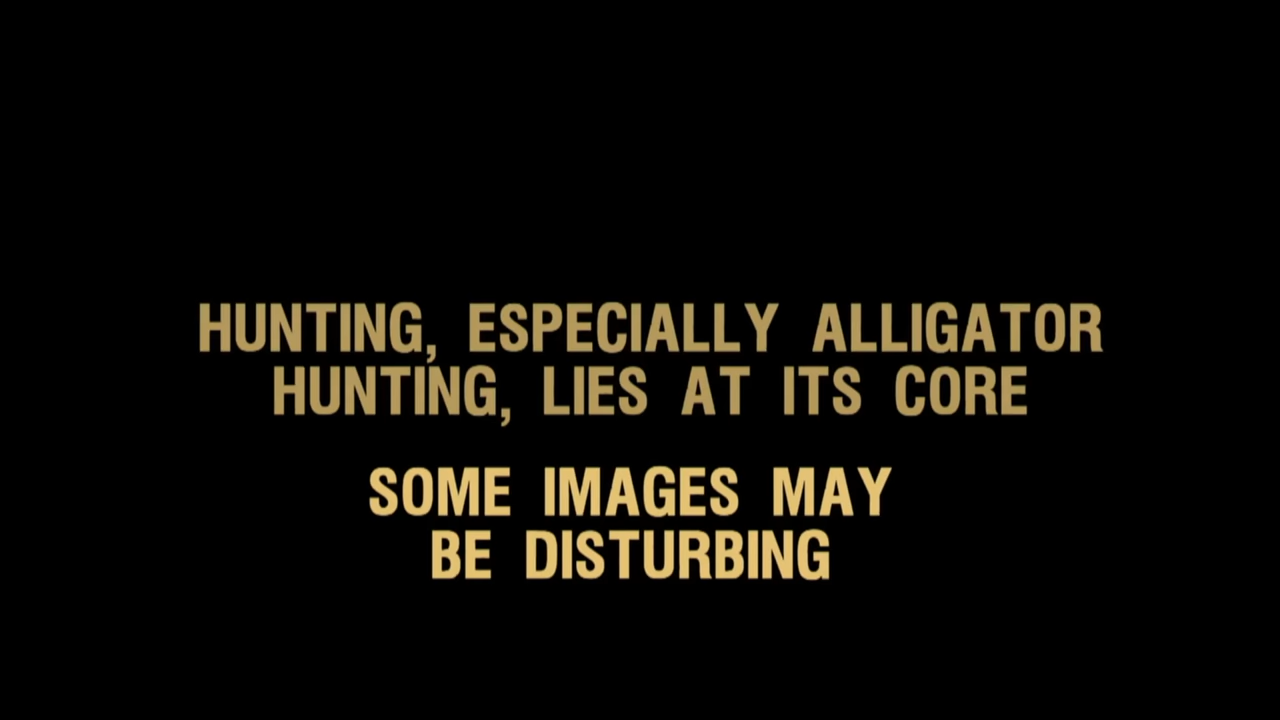 HUNTING, ESPECIALLY ALLIGATOR
HUNTING, LIES AT ITS CORE
SOME IMAGES MAY
BE DISTURBING